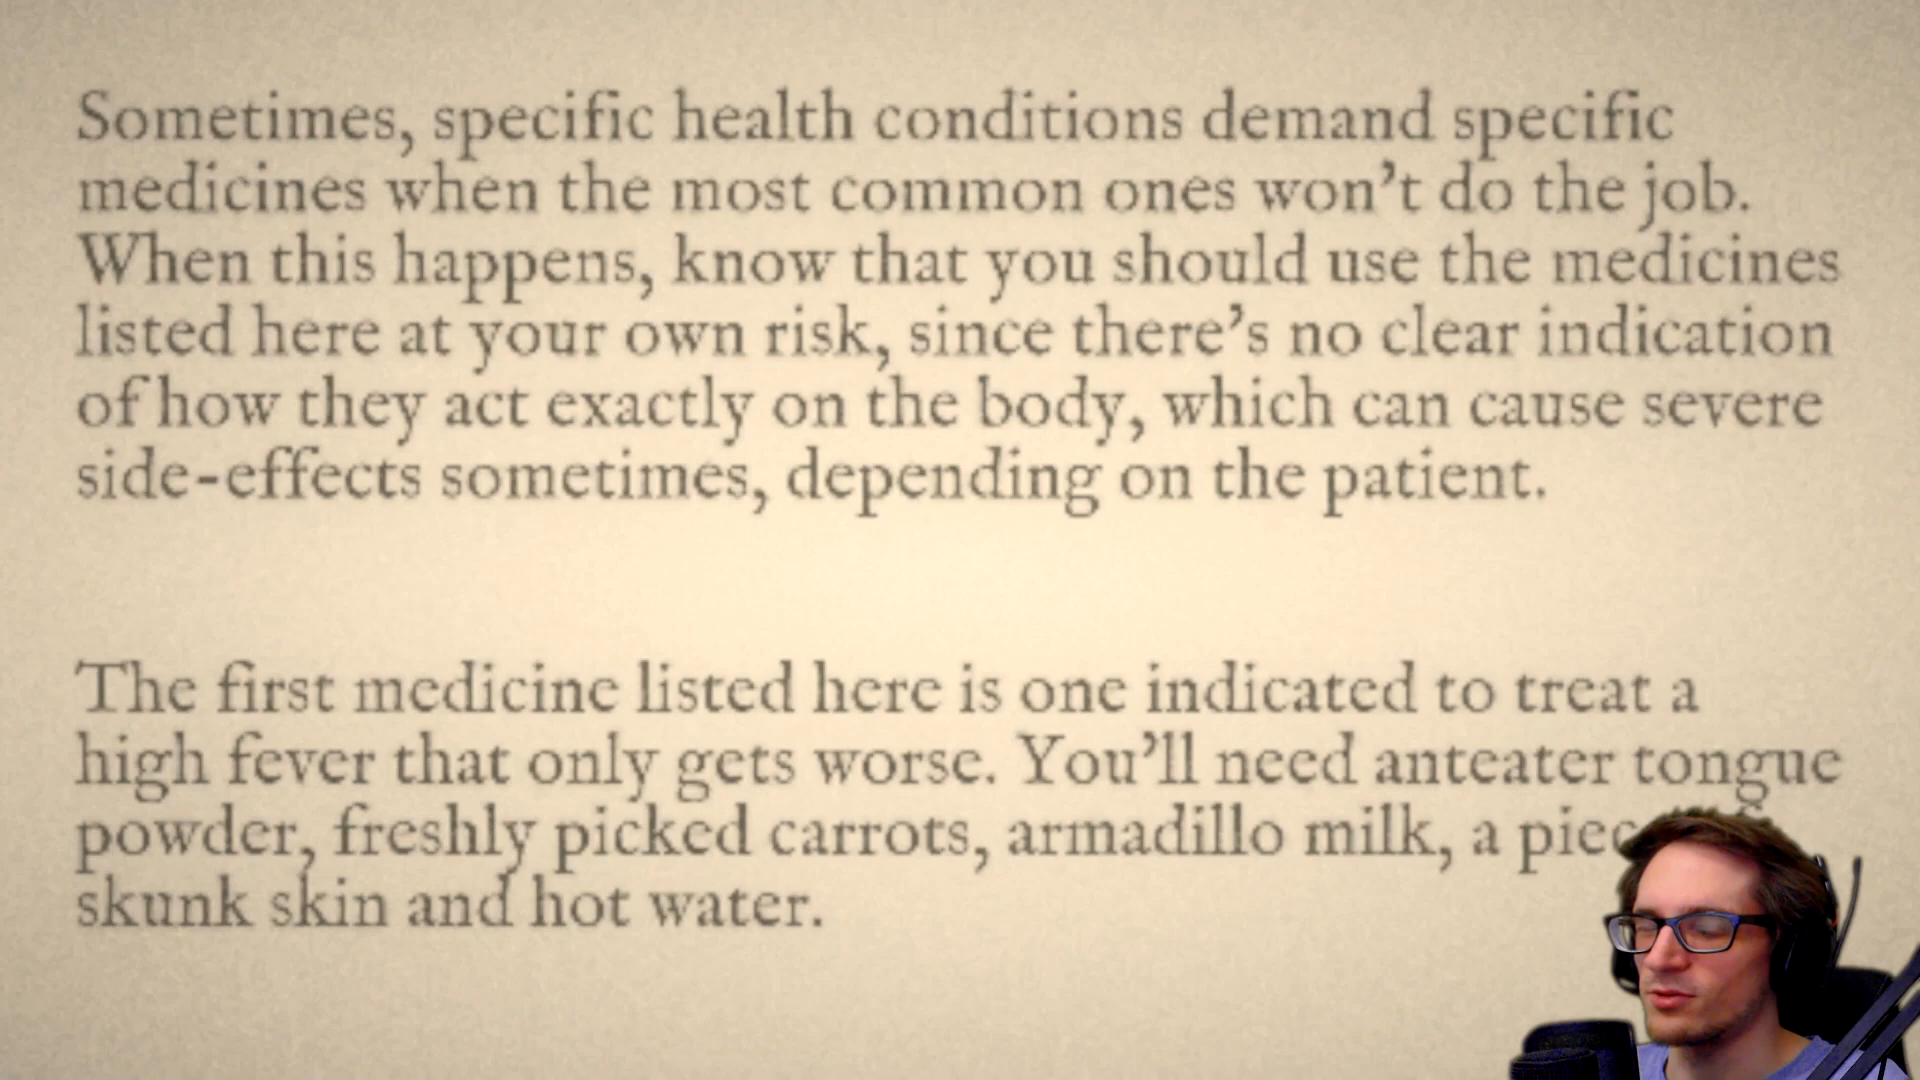 Sometimes, specific health conditions demand specific
medicines when the most common ones won't do the job.
When this happens, know that you should use the medicines
listed here at your own risk, since there's no clear indication
of how they act exactly on the body, which can cause severe
side-effects sometimes, depending on the patient.
The first medicine listed here is one indicated to treat a
high fever that only gets worse. You'll need anteater tongue
powder, freshly picked carrots, armadillo milk, a
skunk skin and hot water.